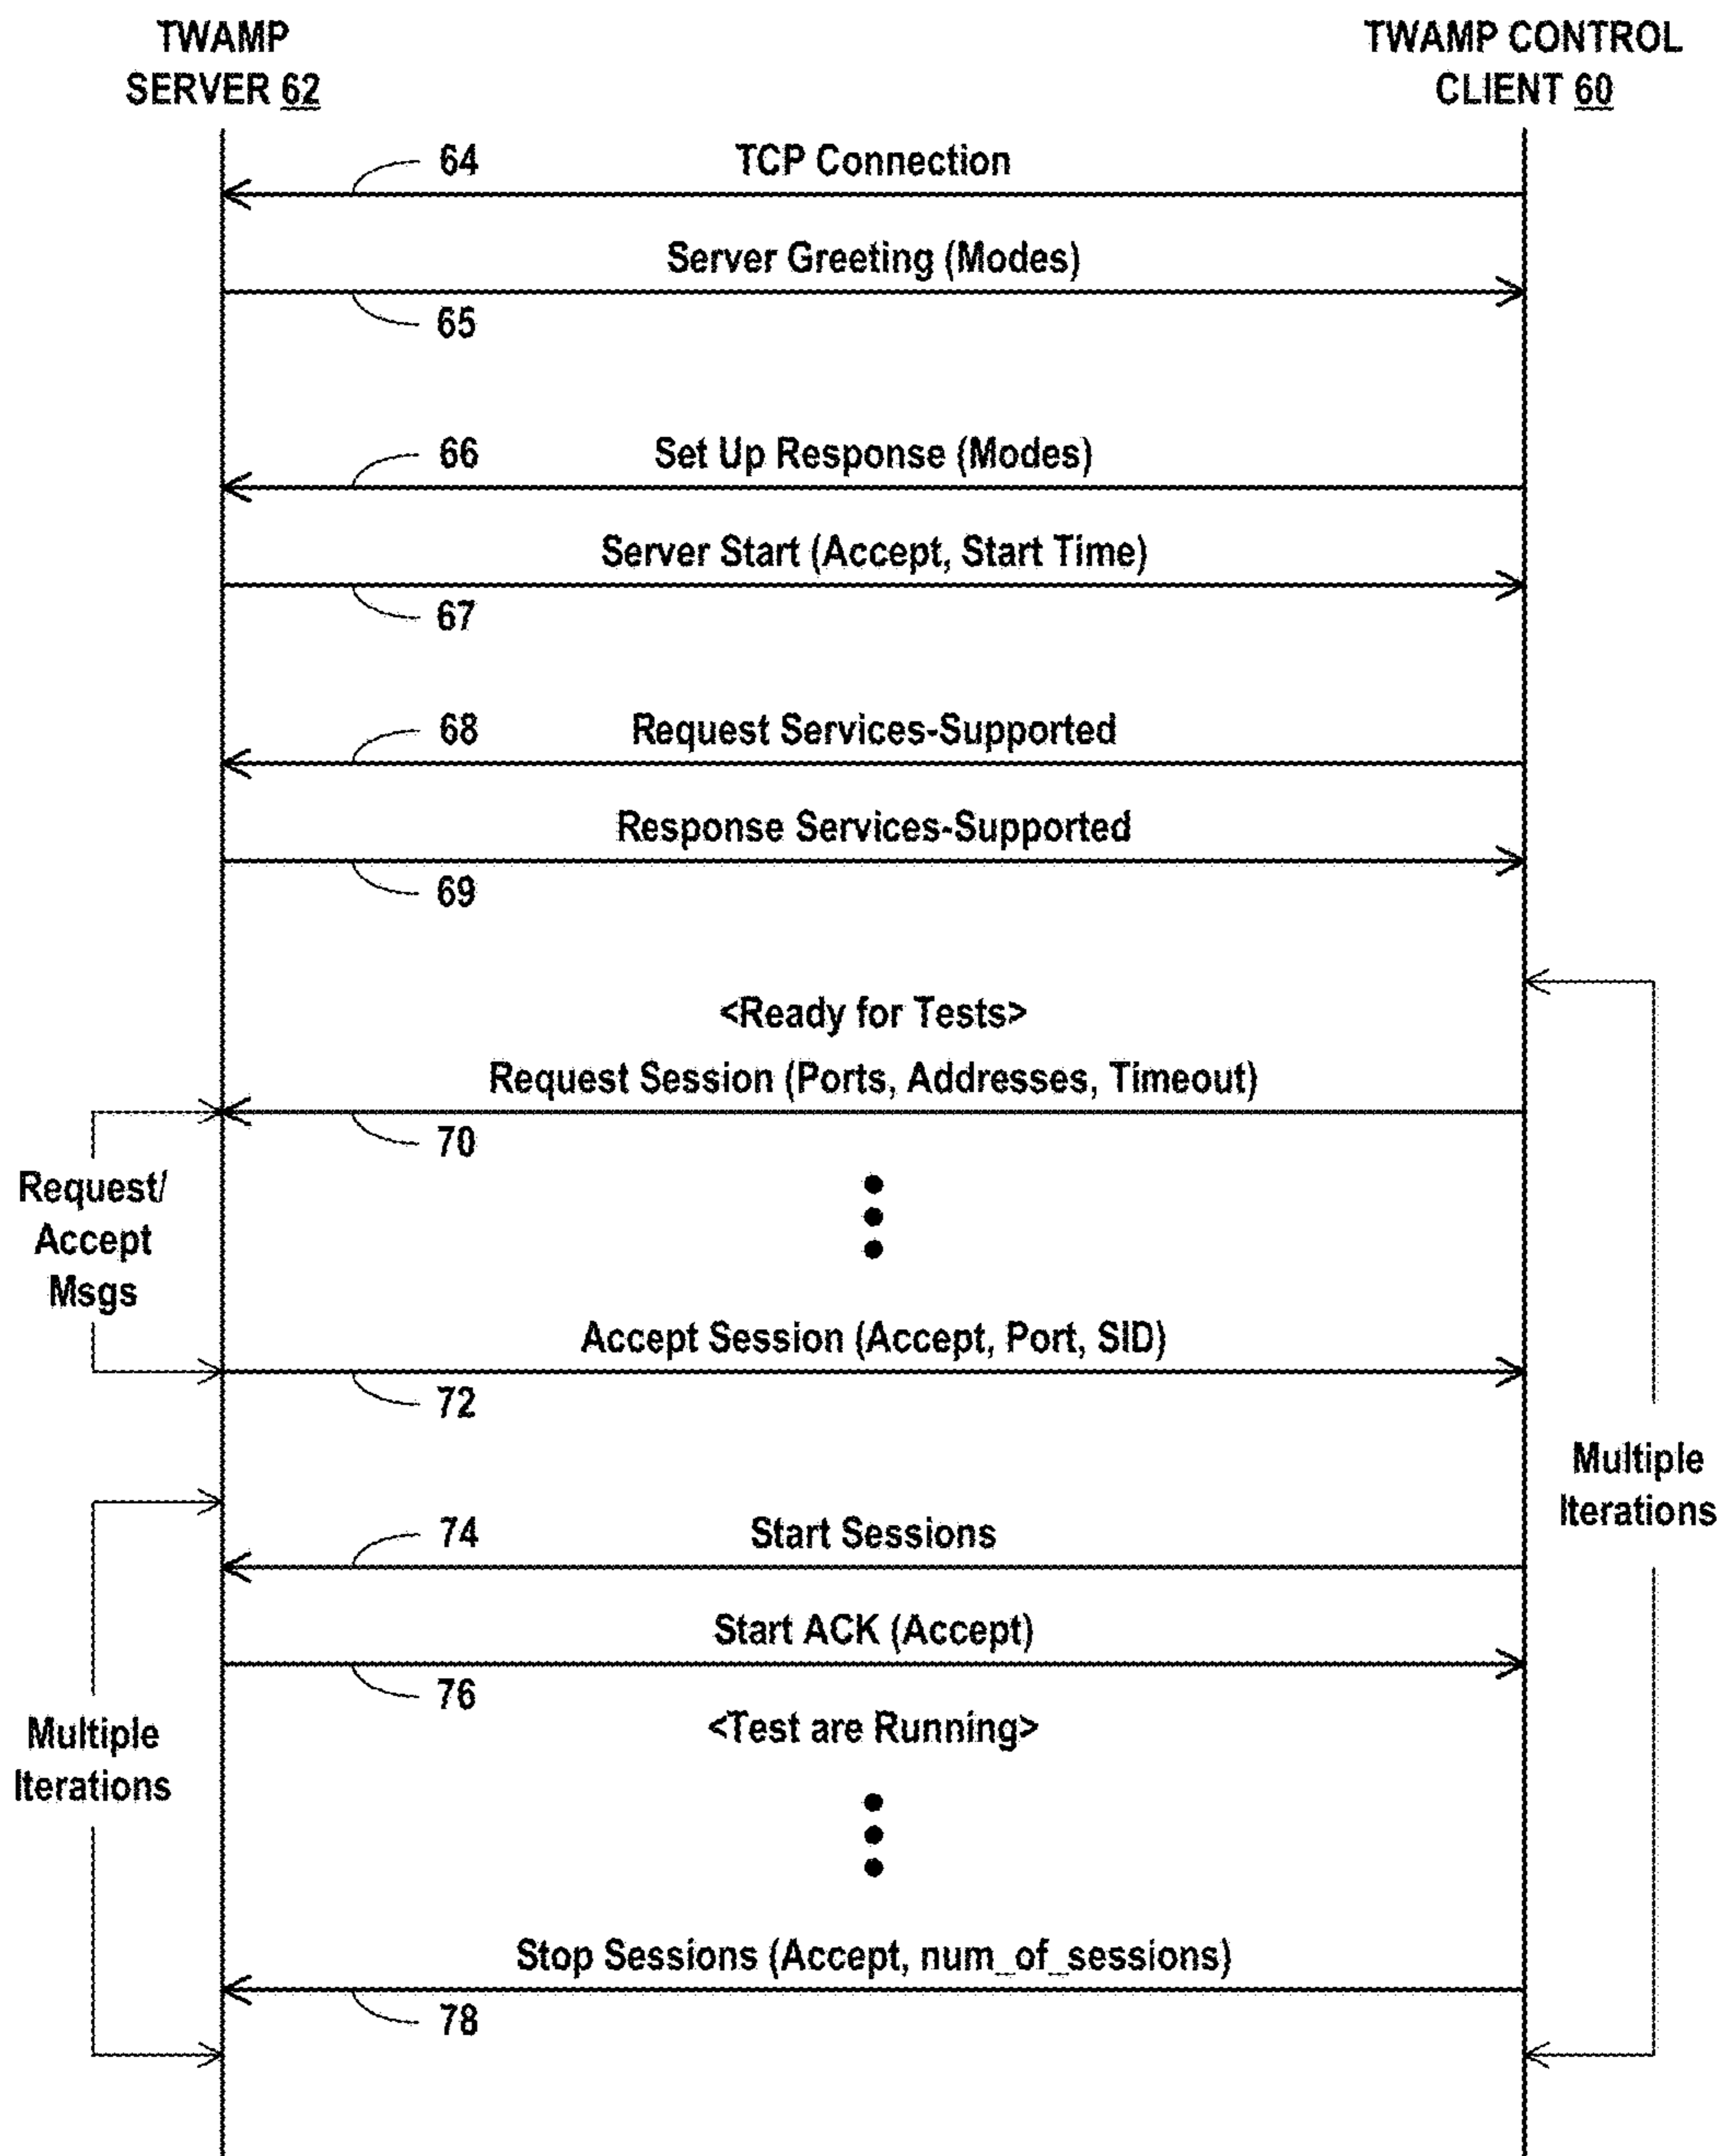 TWAMP
SERVER 62
TWAMP CONTROL
CLIENT 60
64
TCP Connection
Server Greeting (Modes)
65
66
Set Up Response (Modes)
Server Start (Accept, Start Time)
67
68
Request Services-Supported
Response Services-Supported
69
<Ready for Tests>
Request Session (Ports, Addresses, Timeout)
70
Request/
Accept
Msgs
Accept Session (Accept, Port, SID)
72
Multiple
Iterations
74
Start Sessions
Start ACK (Accept)
76
<Test are Running>
Multiple
Iterations
Stop Sessions (Accept, num_of_sessions)
78